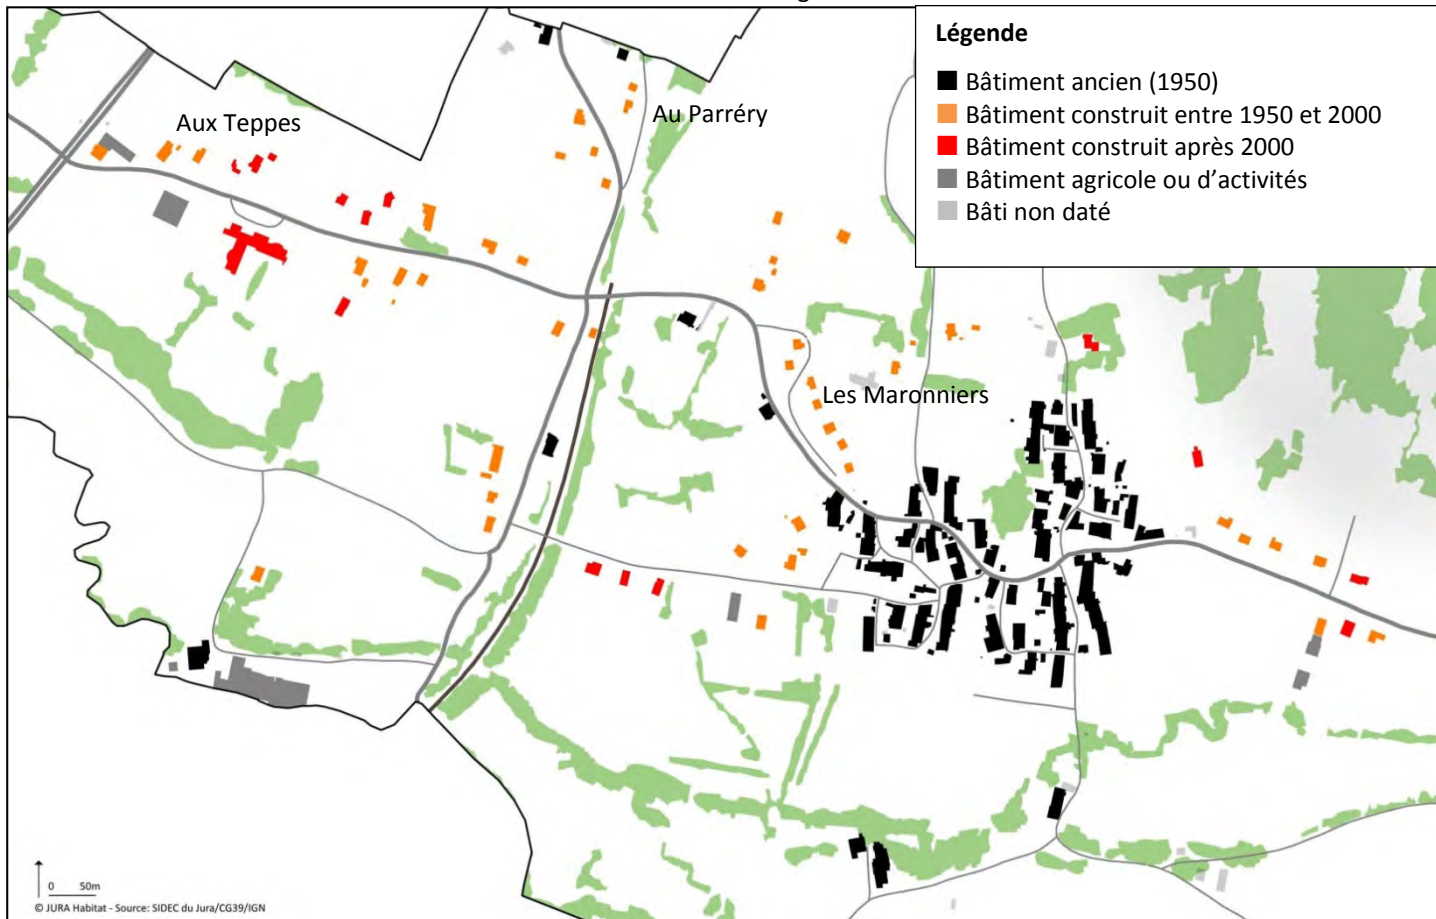 Légende
Bâtiment ancien (1950)
Bâtiment construit entre 1950 et 2000
Bâtiment construit après 2000
Bâtiment agricole ou d'activités
Bâti non daté
Aux Teppes
Au Parréry
Les Maronniers
0 50m
© JURA Habitat - Source: SIDEC du Jura/CG39/IGN